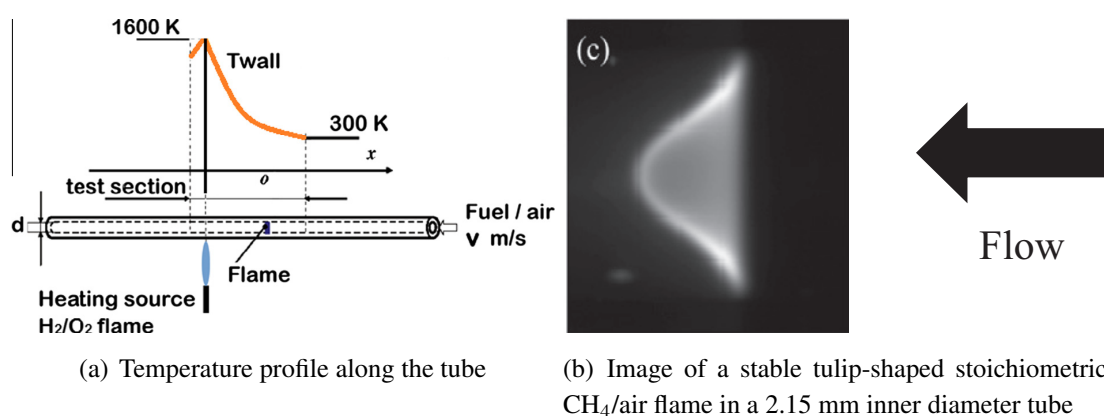 1600 K
Twall
300 K
x
o
test section
d
Fuel / air
v m/s
Flame
Heating source
H₂/O₂ flame
(c)
Flow
(a) Temperature profile along the tube
(b) Image of a stable tulip-shaped stoichiometric
CH₄/air flame in a 2.15 mm inner diameter tube